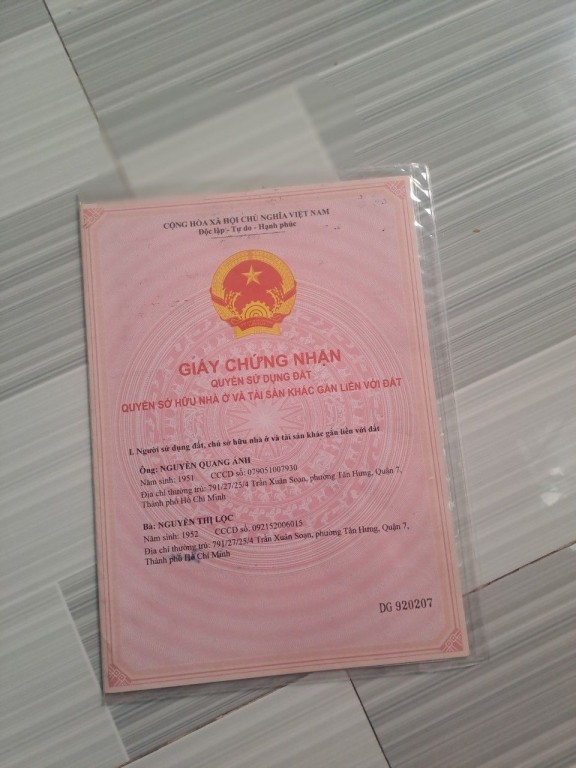 CỘNG HÒA XÃ HỘI CHỦ NGHĨA VIỆT NAM
Độc lập - Tự do - Hạnh phúc
GIẤY CHỨNG NHẬN
QUYỀN SỬ DỤNG ĐẤT
QUYỀN SỞ HỮU NHÀ Ở VÀ TÀI SẢN KHÁC GẮN LIỀN VỚI ĐẤT
I. Người sử dụng đất, chủ sở hữu nhà ở và tài sản khác gắn liền với đất
Ông: NGUYỄN QUANG ANH
Năm sinh: 1951 CCCD số: 079051007930
Địa chỉ thường trú: 791/27/25/4 Trần Xuân Soạn, phường Tân Hưng, Quận 7,
Thành phố Hồ Chí Minh
Bà: NGUYỄN THỊ LỘC
Năm sinh: 1952 CCCD số: 092152006015
Địa chỉ thường trú: 791/27/25/4 Trần Xuân Soạn, phường Tân Hưng, Quận 7,
Thành phố Hồ Chí Minh
DG 920207